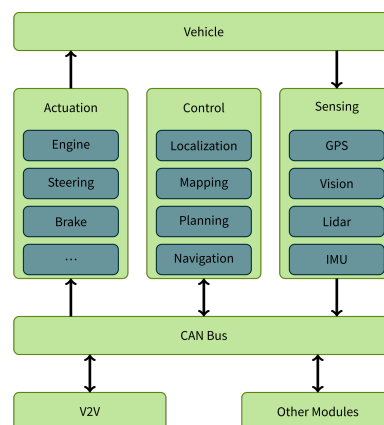 Vehicle
Actuation
Engine
Steering
Brake
...
Control
Localization
Mapping
Planning
Navigation
Sensing
GPS
Vision
Lidar
IMU
CAN Bus
V2V
Other Modules